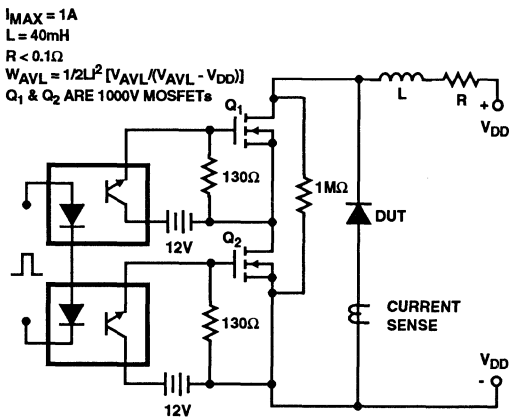 IMAX = 1A
L = 40mH
R < 0.1Ω
WAVL = 1/2LI² [VAVL/(VAVL - VDD)]
Q1 & Q2 ARE 1000V MOSFETs
Q1
L
R
+
VDD
130Ω
1MΩ
12V
DUT
Q2
130Ω
CURRENT
SENSE
VDD
-
12V